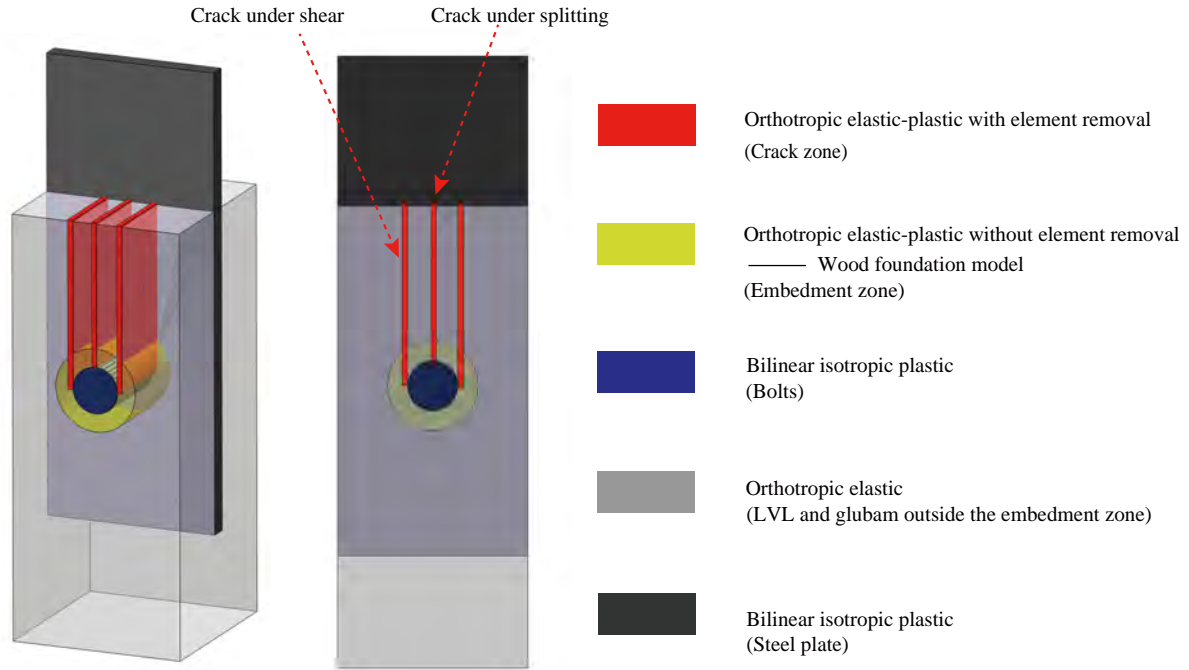 Crack under shear
Crack under splitting
Orthotropic elastic-plastic with element removal
(Crack zone)
Orthotropic elastic-plastic without element removal
—— Wood foundation model
(Embedment zone)
Bilinear isotropic plastic
(Bolts)
Orthotropic elastic
(LVL and glubam outside the embedment zone)
Bilinear isotropic plastic
(Steel plate)